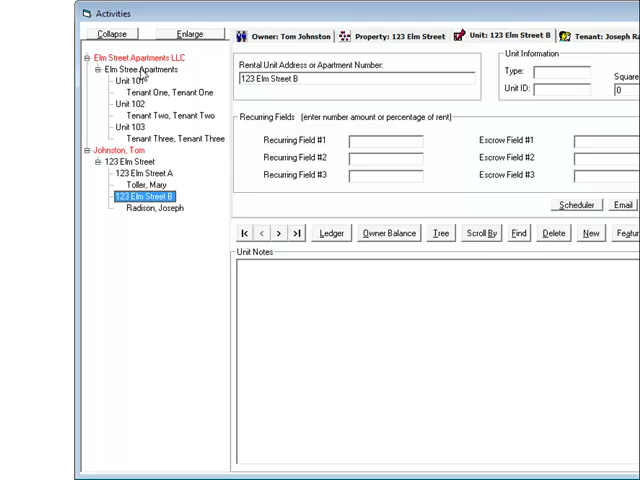 Activities
Collapse
Enlarge
Elm Street Apartments LLC
Elm Stree Apartments
Unit 101
Tenant One, Tenant One
Unit 102
Tenant Two, Tenant Two
Unit 103
Tenant Three, Tenant Three
Johnston, Tom
123 Elm Street
123 Elm Street A
Toller, Mary
123 Elm Street B
Radison, Joseph
Owner: Tom Johnston
Property: 123 Elm Street
Unit: 123 Elm Street B
Tenant: Joseph Ra
Rental Unit Address or Apartment Number:
123 Elm Street B
Unit Information
Type:
Square
Unit ID:
0
Recurring Fields (enter number amount or percentage of rent)
Recurring Field #1
Escrow Field #1
Recurring Field #2
Escrow Field #2
Recurring Field #3
Escrow Field #3
Scheduler
Email
Ledger
Owner Balance
Tree
Scroll By
Find
Delete
New
Featur
Unit Notes